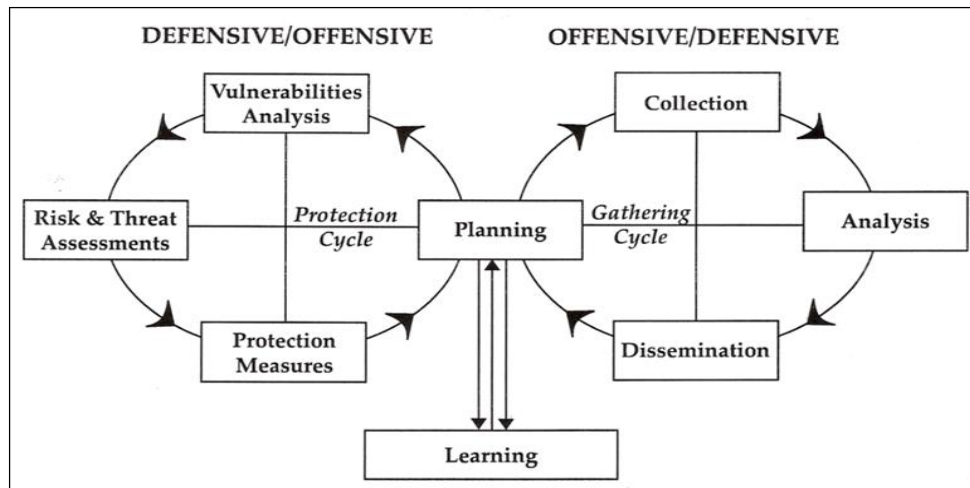 DEFENSIVE/OFFENSIVE
OFFENSIVE/DEFENSIVE
Vulnerabilities
Analysis
Collection
Risk & Threat
Assessments
Protection
Cycle
Planning
Gathering
Cycle
Analysis
Protection
Measures
Dissemination
Learning